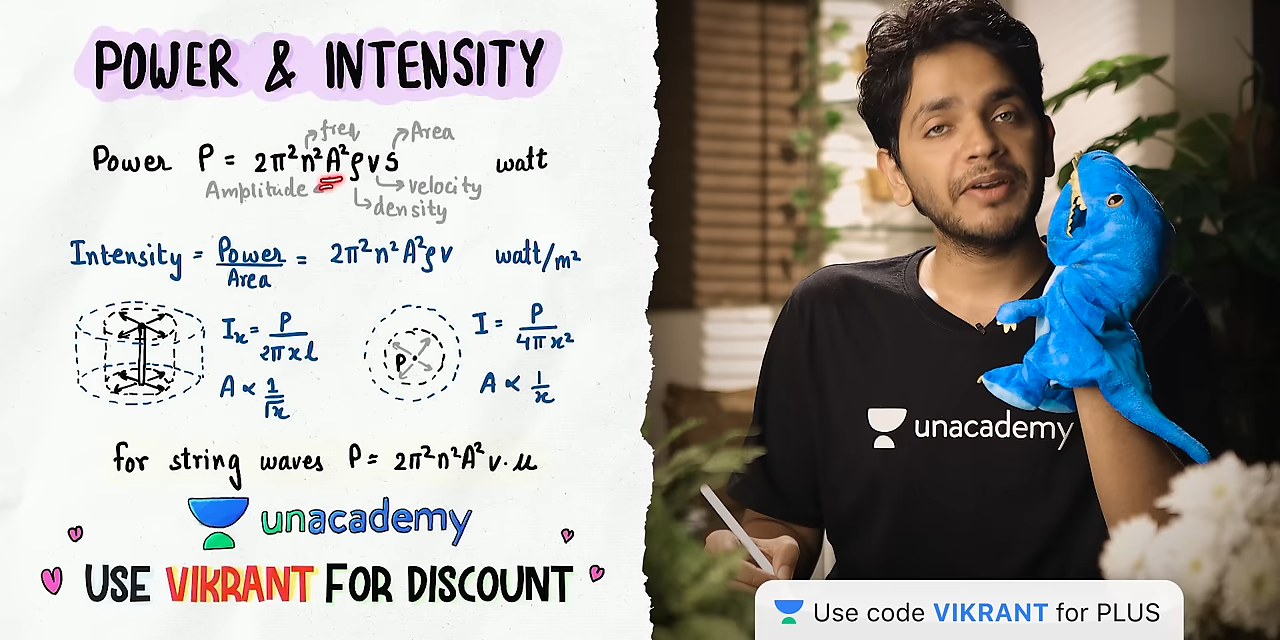 POWER & INTENSITY
freq Area
Power P = 2π²n²A²ρvs watt
Amplitude velocity
density
Intensity = Power/Area = 2π²n²A²ρv watt/m²
Iₓ = P/2πxl
I = P/4πx²
P
A ∝ 1/√x
A ∝ 1/x
for string waves P = 2π²n²A²v.μ
unacademy
USE VIKRANT FOR DISCOUNT
unacademy
Use code VIKRANT for PLUS